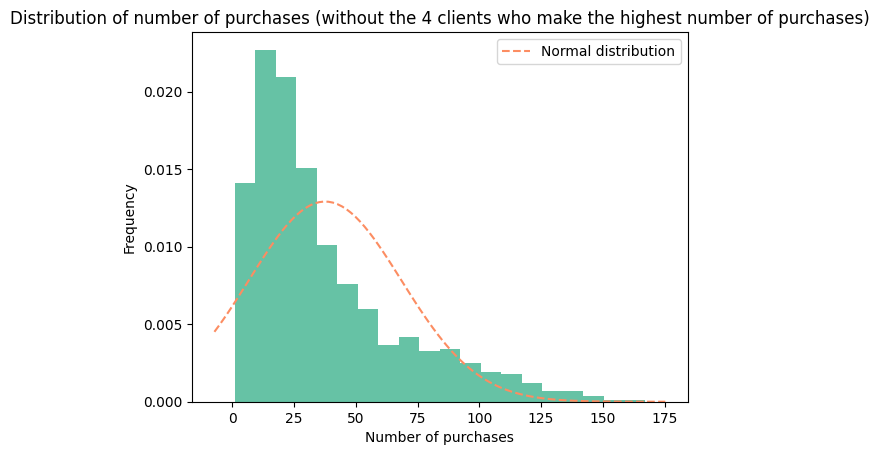 Distribution of number of purchases (without the 4 clients who make the highest number of purchases)
Normal distribution
0.020
0.015
0.010
0.005
0.000
Frequency
0 25 50 75 100 125 150 175
Number of purchases